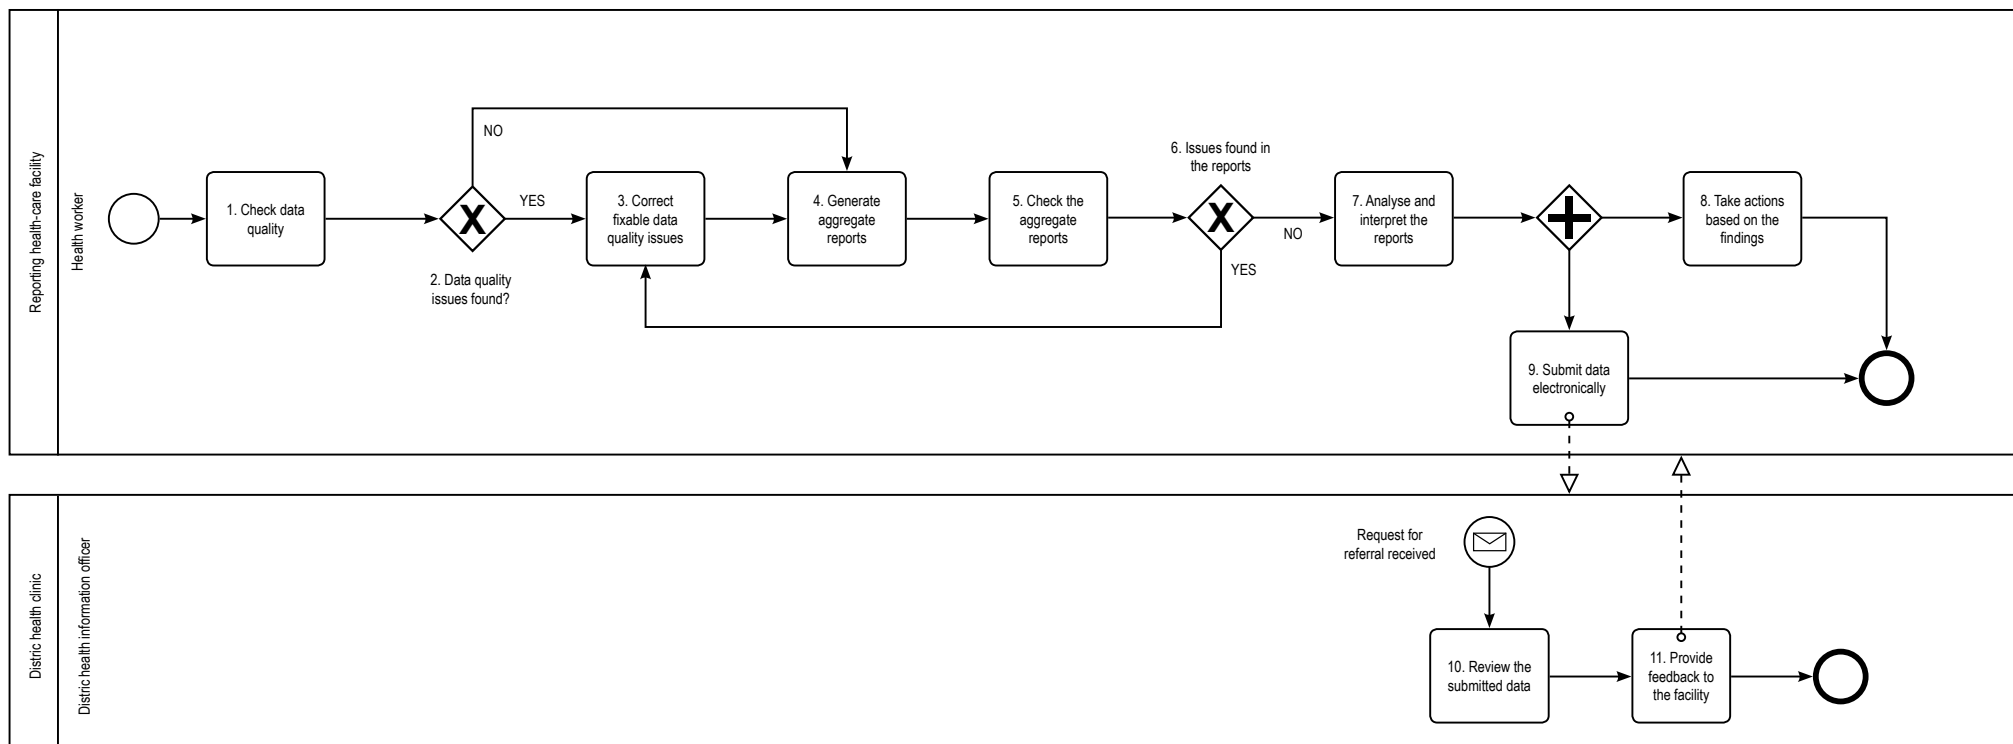 Reporting health-care facility
Health worker
1. Check data
quality
2. Data quality
issues found?
NO
YES
3. Correct
fixable data
quality issues
4. Generate
aggregate
reports
5. Check the
aggregate
reports
6. Issues found in
the reports
NO
YES
7. Analyse and
interpret the
reports
8. Take actions
based on the
findings
9. Submit data
electronically
Distric health clinic
Distric health information officer
Request for
referral received
10. Review the
submitted data
11. Provide
feedback to
the facility